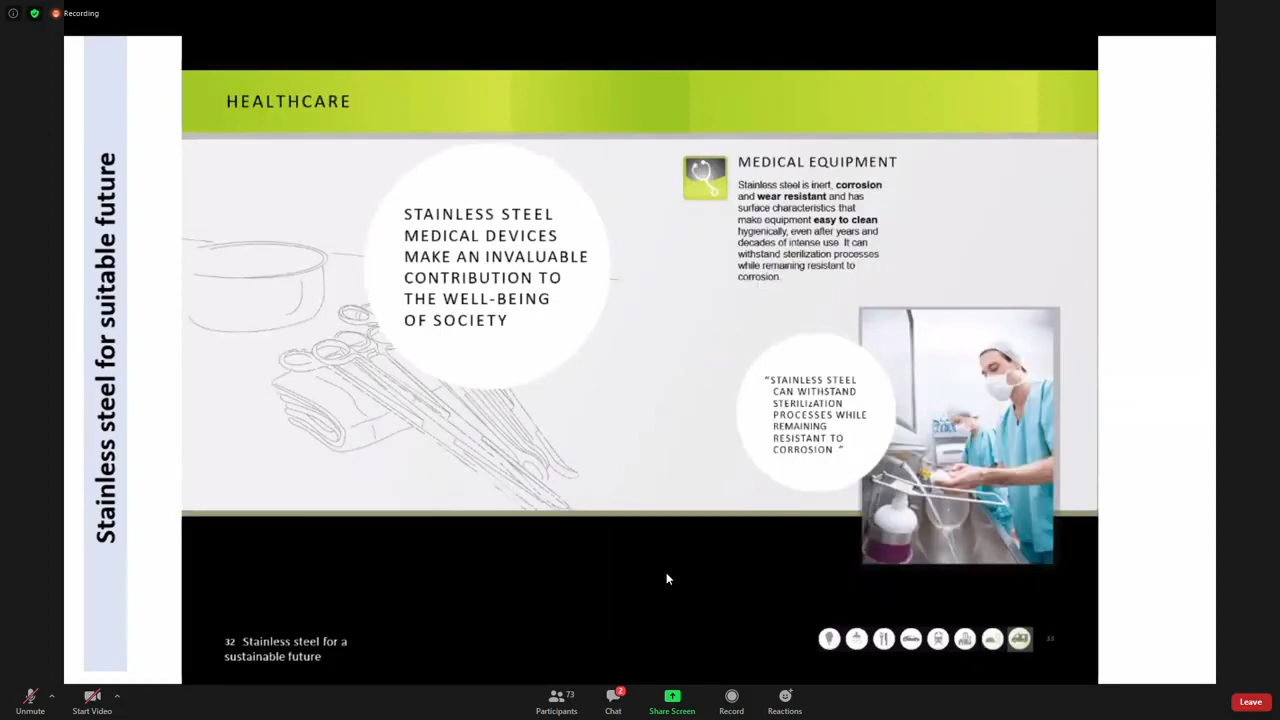 Recording
Stainless steel for suitable future
HEALTHCARE
STAINLESS STEEL
MEDICAL DEVICES
MAKE AN INVALUABLE
CONTRIBUTION TO
THE WELL-BEING
OF SOCIETY
MEDICAL EQUIPMENT
Stainless steel is inert, corrosion
and wear resistant and has
surface characteristics that
make equipment easy to clean
hygienically, even after years and
decades of intense use. It can
withstand sterilization processes
while remaining resistant to
corrosion.
"STAINLESS STEEL
CAN WITHSTAND
STERILIZATION
PROCESSES WHILE
REMAINING
RESISTANT TO
CORROSION "
32 Stainless steel for a
sustainable future
33
Unmute
Start Video
73
Participants
2
Chat
Share Screen
Record
Reactions
Leave